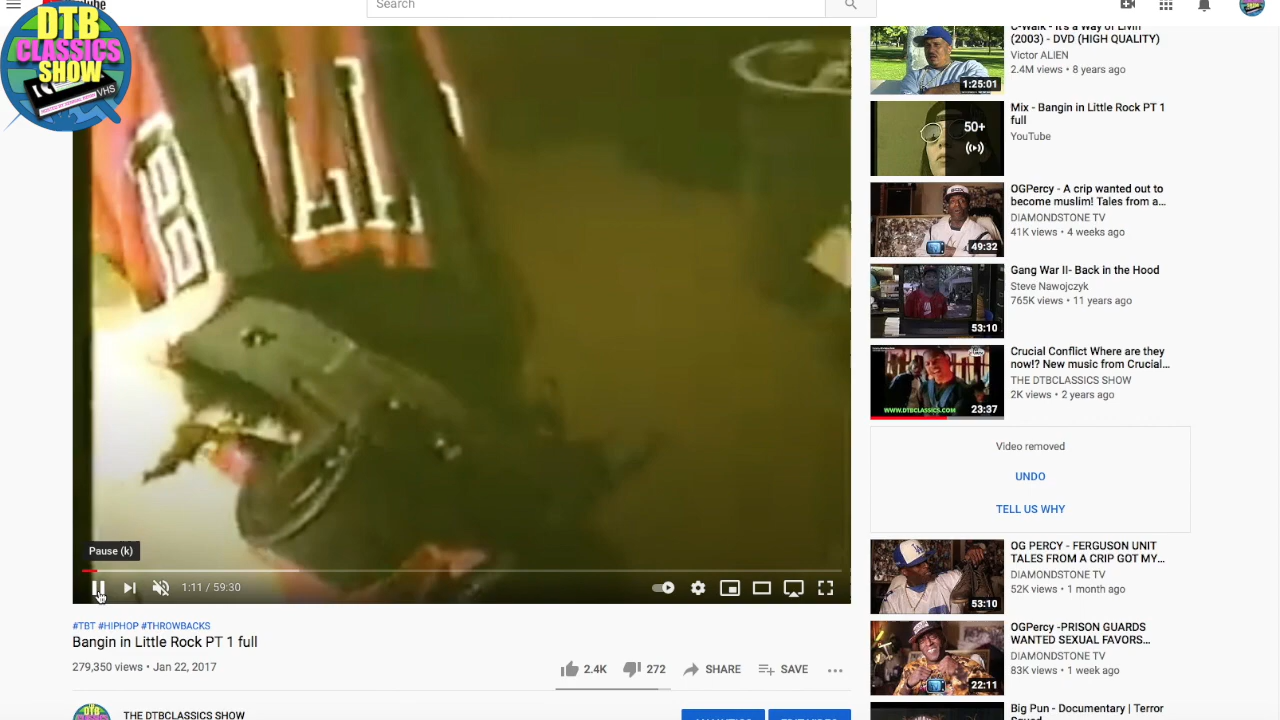 Search
DTB
CLASSICS
SHOW
VHS
C-Walk - It's a Way of Livin
(2003) - DVD (HIGH QUALITY)
Victor ALIEN
2.4M views • 8 years ago
1:25:01
Mix - Bangin in Little Rock PT 1
full
YouTube
50+
OGPercy - A crip wanted out to
become muslim! Tales from a...
DIAMONDSTONE TV
41K views • 4 weeks ago
49:32
Gang War II- Back in the Hood
Steve Nawojczyk
765K views • 11 years ago
53:10
Crucial Conflict Where are they
now!? New music from Crucial...
THE DTBCLASSICS SHOW
2K views • 2 years ago
WWW.DTBCLASSICS.COM
23:37
Video removed
UNDO
TELL US WHY
OG PERCY - FERGUSON UNIT
TALES FROM A CRIP GOT MY...
DIAMONDSTONE TV
52K views • 1 month ago
53:10
OGPercy -PRISON GUARDS
WANTED SEXUAL FAVORS...
DIAMONDSTONE TV
83K views • 1 week ago
22:11
Big Pun - Documentary | Terror
Pause (k)
1:11 / 59:30
#TBT #HIPHOP #THROWBACKS
Bangin in Little Rock PT 1 full
279,350 views • Jan 22, 2017
2.4K
272
SHARE
SAVE
THE DTBCLASSICS SHOW
ANALYTICS
EDIT VIDEO